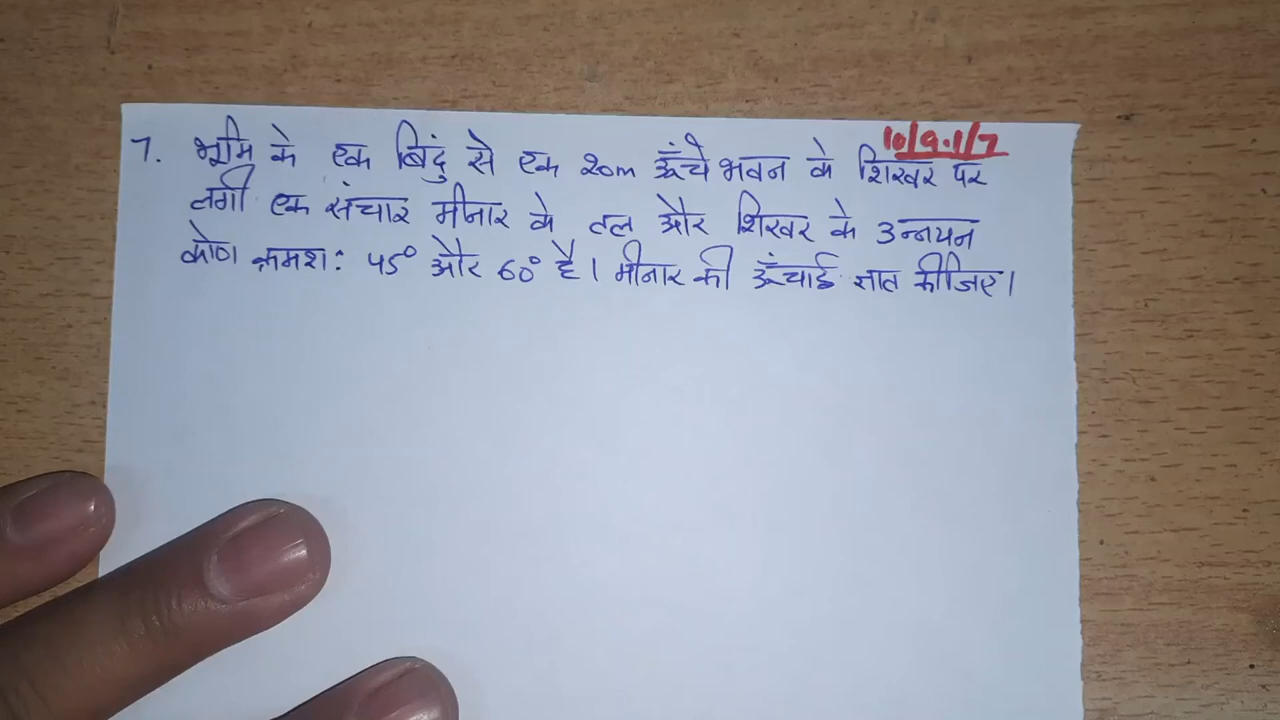 10/9.1/7
7. भूमि के एक बिंदु से एक 20m ऊँचे भवन के शिखर पर
लगी एक संचार मीनार के तल और शिखर के उन्नयन
कोण क्रमश: 45° और 60° है। मीनार की ऊँचाई ज्ञात कीजिए।